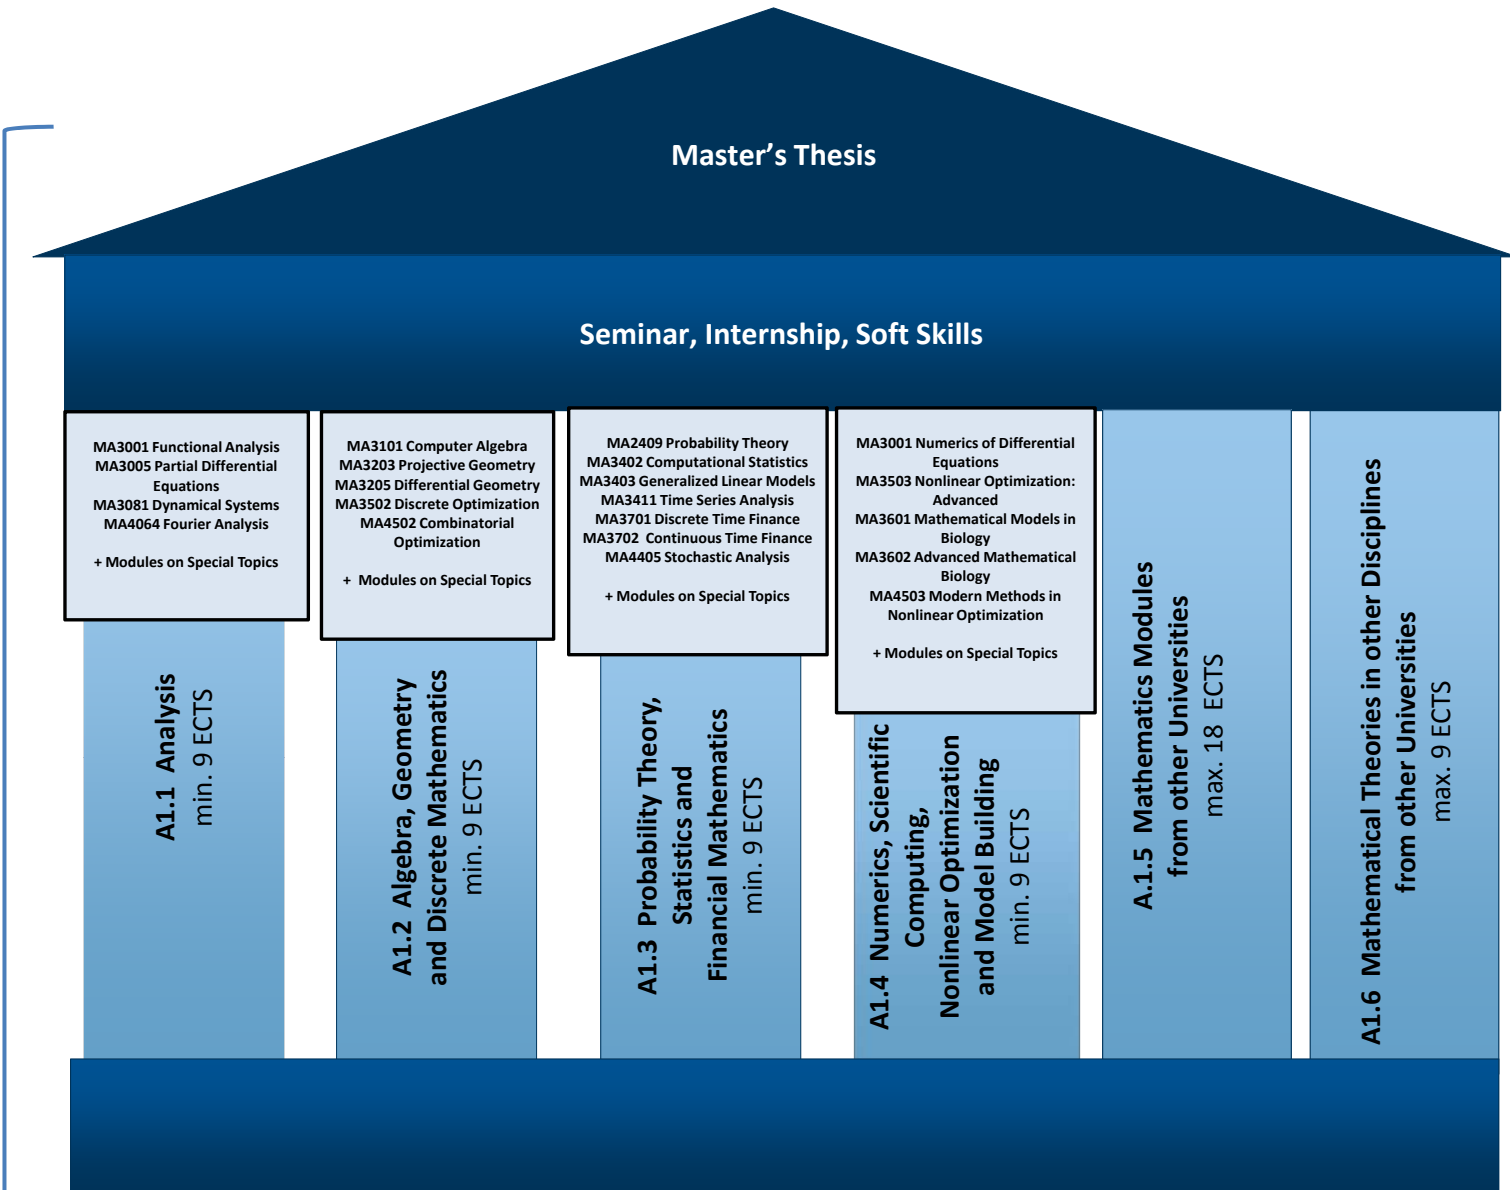 Master's Thesis
Seminar, Internship, Soft Skills
MA3001 Functional Analysis
MA3005 Partial Differential
Equations
MA3081 Dynamical Systems
MA4064 Fourier Analysis
+ Modules on Special Topics
MA3101 Computer Algebra
MA3203 Projective Geometry
MA3205 Differential Geometry
MA3502 Discrete Optimization
MA4502 Combinatorial
Optimization
+ Modules on Special Topics
MA2409 Probability Theory
MA3402 Computational Statistics
MA3403 Generalized Linear Models
MA3411 Time Series Analysis
MA3701 Discrete Time Finance
MA3702 Continuous Time Finance
MA4405 Stochastic Analysis
+ Modules on Special Topics
MA3001 Numerics of Differential
Equations
MA3503 Nonlinear Optimization:
Advanced
MA3601 Mathematical Models in
Biology
MA3602 Advanced Mathematical
Biology
MA4503 Modern Methods in
Nonlinear Optimization
+ Modules on Special Topics
A1.1 Analysis
min. 9 ECTS
A1.2 Algebra, Geometry
and Discrete Mathematics
min. 9 ECTS
A1.3 Probability Theory,
Statistics and
Financial Mathematics
min. 9 ECTS
A1.4 Numerics, Scientific
Computing,
Nonlinear Optimization
and Model Building
min. 9 ECTS
A.1.5 Mathematics Modules
from other Universities
max. 18 ECTS
A1.6 Mathematical Theories in other Disciplines
from other Universities
max. 9 ECTS